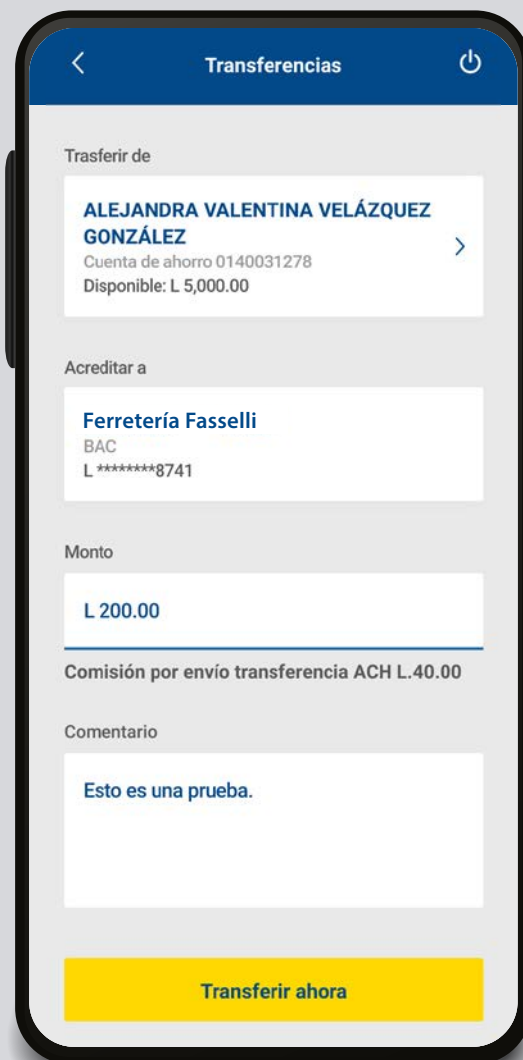 Transferencias
Trasferir de
ALEJANDRA VALENTINA VELÁZQUEZ
GONZÁLEZ
Cuenta de ahorro 0140031278
Disponible: L 5,000.00
Acreditar a
Ferretería Fasselli
BAC
L ********8741
Monto
L 200.00
Comisión por envío transferencia ACH L.40.00
Comentario
Esto es una prueba.
Transferir ahora